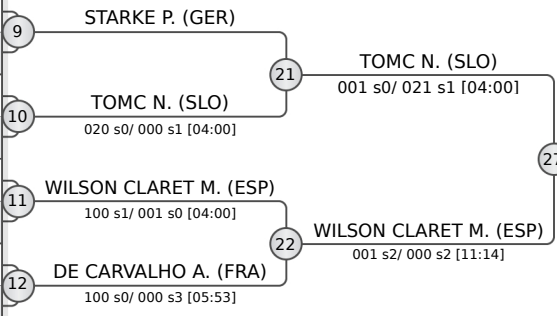 STARKE P. (GER)
9
21
TOMC N. (SLO)
001 s0/ 021 s1 [04:00]
TOMC N. (SLO)
10
020 s0/ 000 s1 [04:00]
27
WILSON CLARET M. (ESP)
11
100 s1/ 001 s0 [04:00]
22
WILSON CLARET M. (ESP)
001 s2/ 000 s2 [11:14]
DE CARVALHO A. (FRA)
12
100 s0/ 000 s3 [05:53]